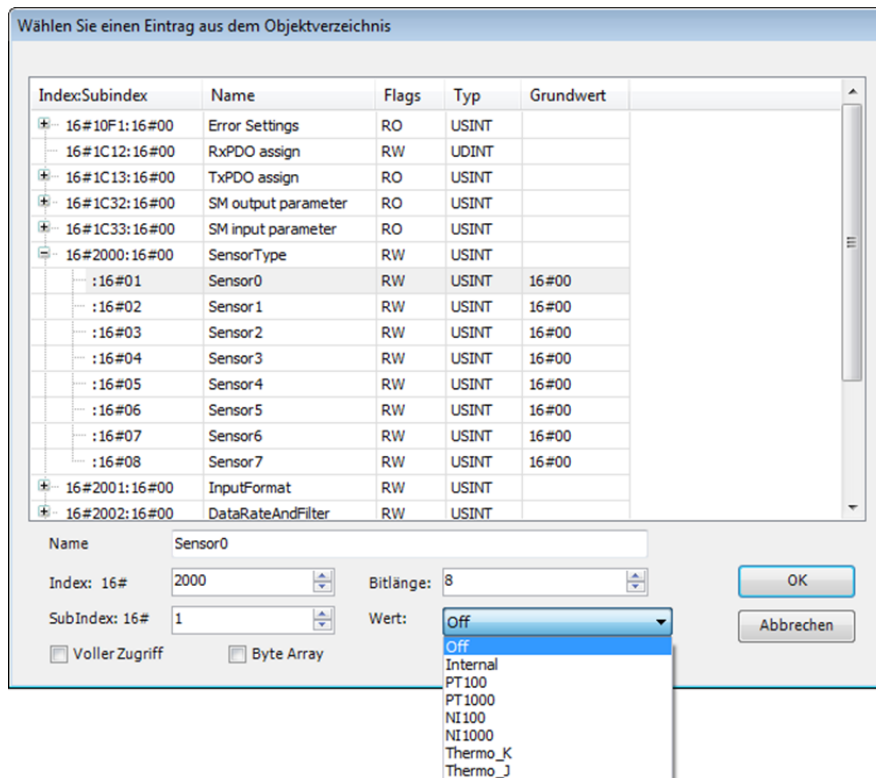 Wählen Sie einen Eintrag aus dem Objektverzeichnis
Index:Subindex Name Flags Typ Grundwert
16#10F1:16#00 Error Settings RO USINT
16#1C12:16#00 RxPDO assign RW UDINT
16#1C13:16#00 TxPDO assign RO USINT
16#1C32:16#00 SM output parameter RO USINT
16#1C33:16#00 SM input parameter RO USINT
16#2000:16#00 SensorType RW USINT
:16#01 Sensor0 RW USINT 16#00
:16#02 Sensor1 RW USINT 16#00
:16#03 Sensor2 RW USINT 16#00
:16#04 Sensor3 RW USINT 16#00
:16#05 Sensor4 RW USINT 16#00
:16#06 Sensor5 RW USINT 16#00
:16#07 Sensor6 RW USINT 16#00
:16#08 Sensor7 RW USINT 16#00
16#2001:16#00 InputFormat RW USINT
16#2002:16#00 DataRateAndFilter RW USINT
Name Sensor0
Index: 16# 2000 Bitlänge: 8 OK
SubIndex: 16# 1 Wert: Off Abbrechen
Voller Zugriff Byte Array
Off
Internal
PT100
PT1000
NI100
NI1000
Thermo_K
Thermo_J